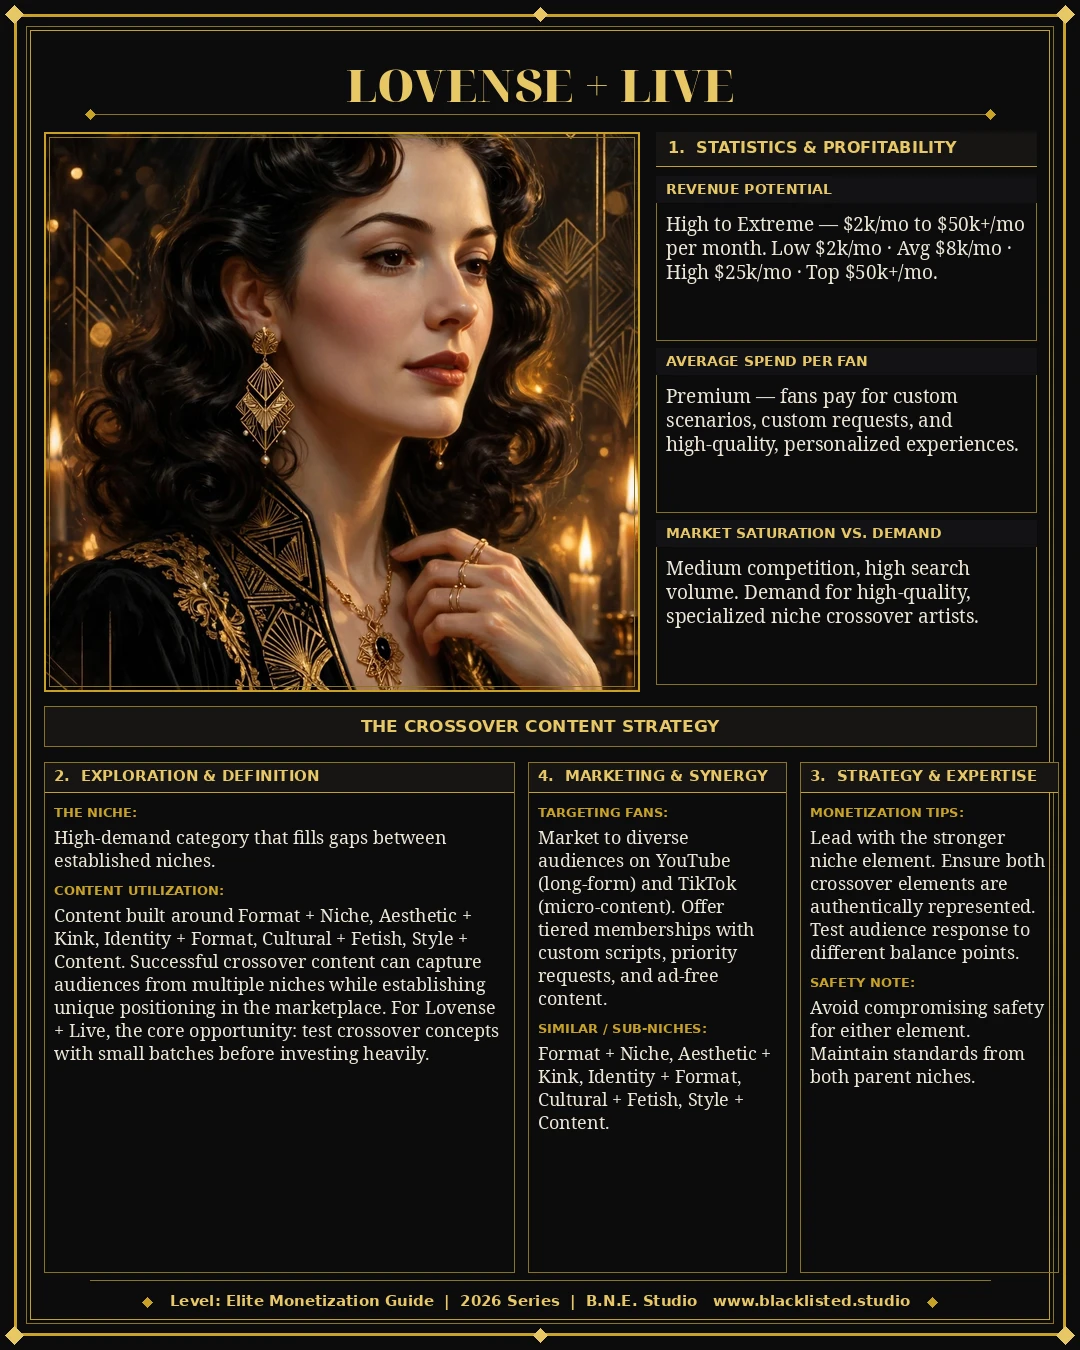 LOVENSE + LIVE
1. STATISTICS & PROFITABILITY
REVENUE POTENTIAL
High to Extreme — $2k/mo to $50k+/mo
per month. Low $2k/mo · Avg $8k/mo ·
High $25k/mo · Top $50k+/mo.
AVERAGE SPEND PER FAN
Premium — fans pay for custom
scenarios, custom requests, and
high-quality, personalized experiences.
MARKET SATURATION VS. DEMAND
Medium competition, high search
volume. Demand for high-quality,
specialized niche crossover artists.
THE CROSSOVER CONTENT STRATEGY
2. EXPLORATION & DEFINITION
THE NICHE:
High-demand category that fills gaps between
established niches.
CONTENT UTILIZATION:
Content built around Format + Niche, Aesthetic +
Kink, Identity + Format, Cultural + Fetish, Style +
Content. Successful crossover content can capture
audiences from multiple niches while establishing
unique positioning in the marketplace. For Lovense
+ Live, the core opportunity: test crossover concepts
with small batches before investing heavily.
4. MARKETING & SYNERGY
TARGETING FANS:
Market to diverse
audiences on YouTube
(long-form) and TikTok
(micro-content). Offer
tiered memberships with
custom scripts, priority
requests, and ad-free
content.
SIMILAR / SUB-NICHES:
Format + Niche, Aesthetic +
Kink, Identity + Format,
Cultural + Fetish, Style +
Content.
3. STRATEGY & EXPERTISE
MONETIZATION TIPS:
Lead with the stronger
niche element. Ensure both
crossover elements are
authentically represented.
Test audience response to
different balance points.
SAFETY NOTE:
Avoid compromising safety
for either element.
Maintain standards from
both parent niches.
Level: Elite Monetization Guide | 2026 Series | B.N.E. Studio www.blacklisted.studio